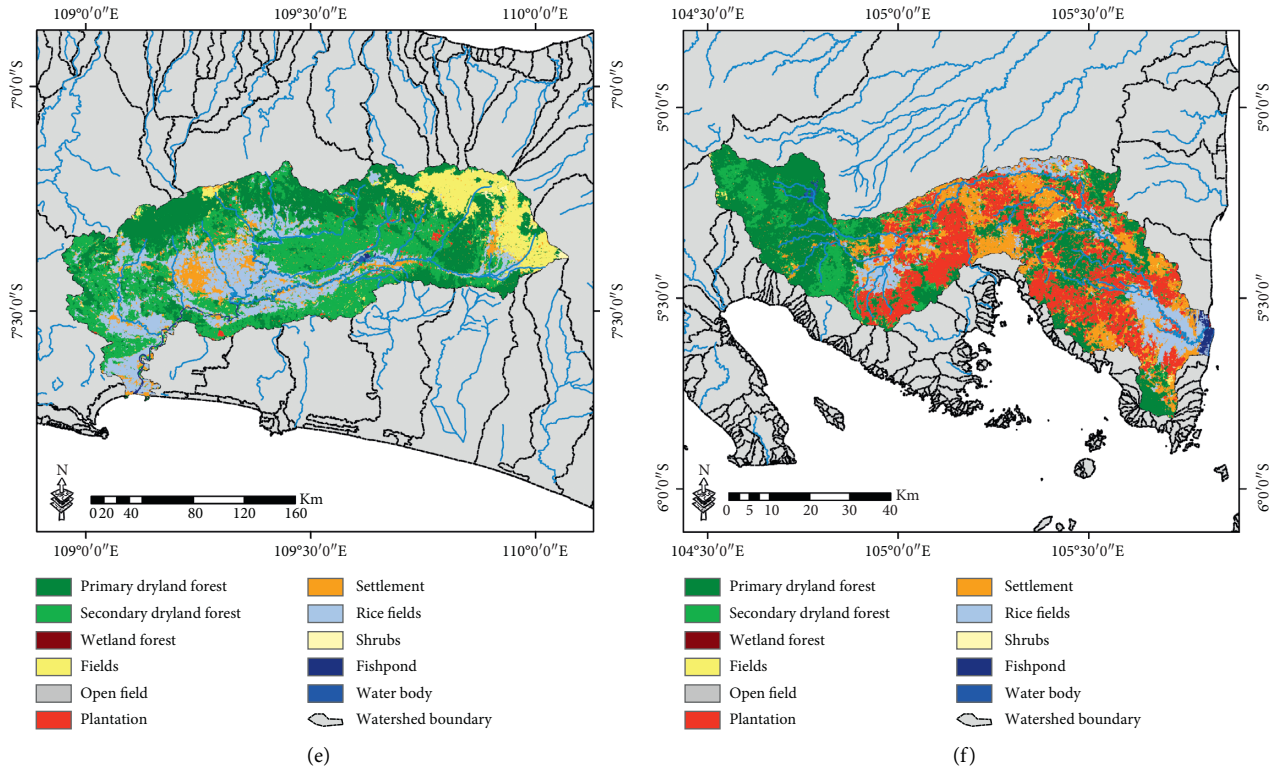 109°0′0″E 109°30′0″E 110°0′0″E
7°0′0″S 7°0′0″S
7°30′0″S 7°30′0″S
N
Km
020 40 80 120 160
109°0′0″E 109°30′0″E 110°0′0″E
Primary dryland forest
Secondary dryland forest
Wetland forest
Fields
Open field
Plantation
Settlement
Rice fields
Shrubs
Fishpond
Water body
Watershed boundary
(e)
104°30′0″E 105°0′0″E 105°30′0″E
5°0′0″S 5°0′0″S
5°30′0″S 5°30′0″S
6°0′0″S 6°0′0″S
N
Km
0 5 10 20 30 40
104°30′0″E 105°0′0″E 105°30′0″E
Primary dryland forest
Secondary dryland forest
Wetland forest
Fields
Open field
Plantation
Settlement
Rice fields
Shrubs
Fishpond
Water body
Watershed boundary
(f)